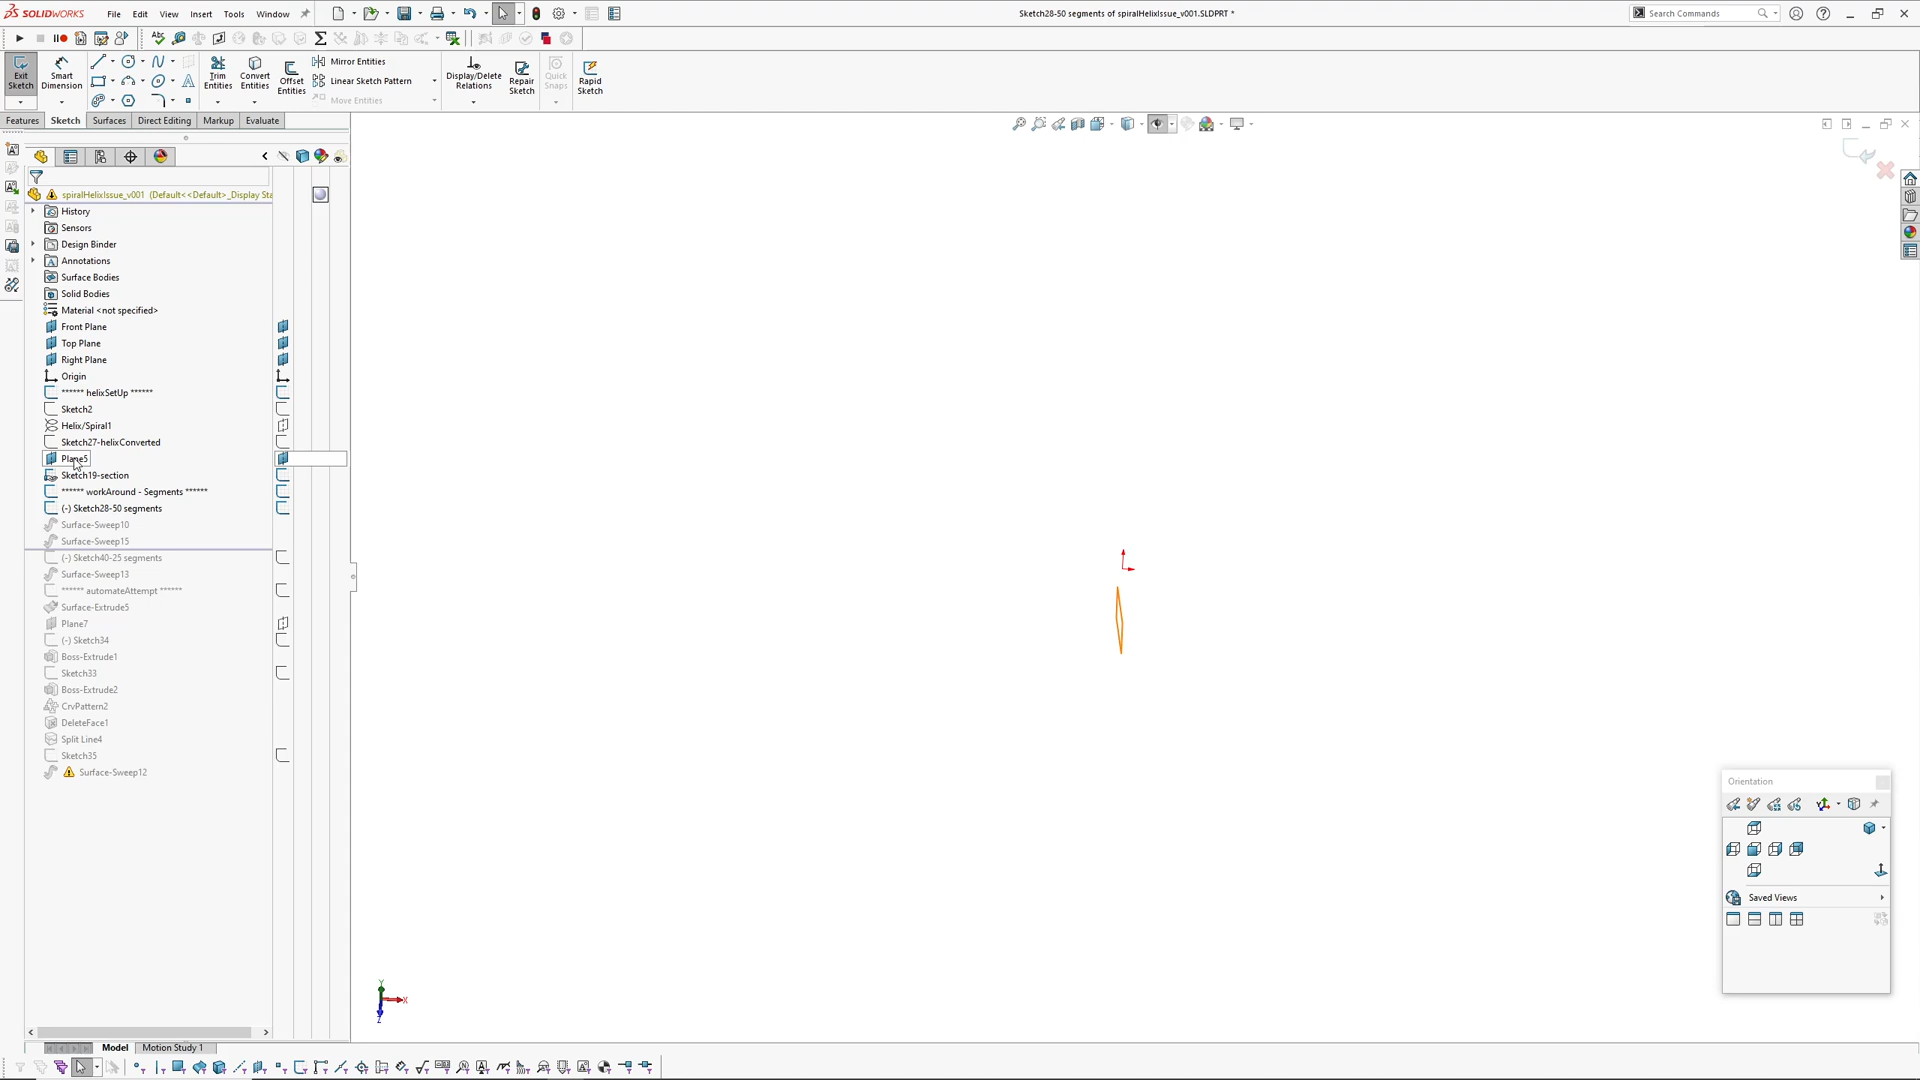 SOLIDWORKS File Edit View Insert Tools Window Sketch28-50 segments of spiralHelixIssue_v001.SLDPRT * Search Commands
Exit Sketch
Smart Dimension
Trim Entities
Convert Entities
Offset Entities
Mirror Entities
Linear Sketch Pattern
Move Entities
Display/Delete Relations
Repair Sketch
Quick Snaps
Rapid Sketch
Features Sketch Surfaces Direct Editing Markup Evaluate
spiralHelixIssue_v001 (Default<<Default>_Display Sta
History
Sensors
Design Binder
Annotations
Surface Bodies
Solid Bodies
Material <not specified>
Front Plane
Top Plane
Right Plane
Origin
****** helixSetUp ******
Sketch2
Helix/Spiral1
Sketch27-helixConverted
Plane5
Sketch19-section
****** workAround - Segments ******
(-) Sketch28-50 segments
Surface-Sweep10
Surface-Sweep15
(-) Sketch40-25 segments
Surface-Sweep13
****** automateAttempt ******
Surface-Extrude5
Plane7
(-) Sketch34
Boss-Extrude1
Sketch33
Boss-Extrude2
CrvPattern2
DeleteFace1
Split Line4
Sketch35
Surface-Sweep12
Orientation
Saved Views
Y
X
Z
Model Motion Study 1